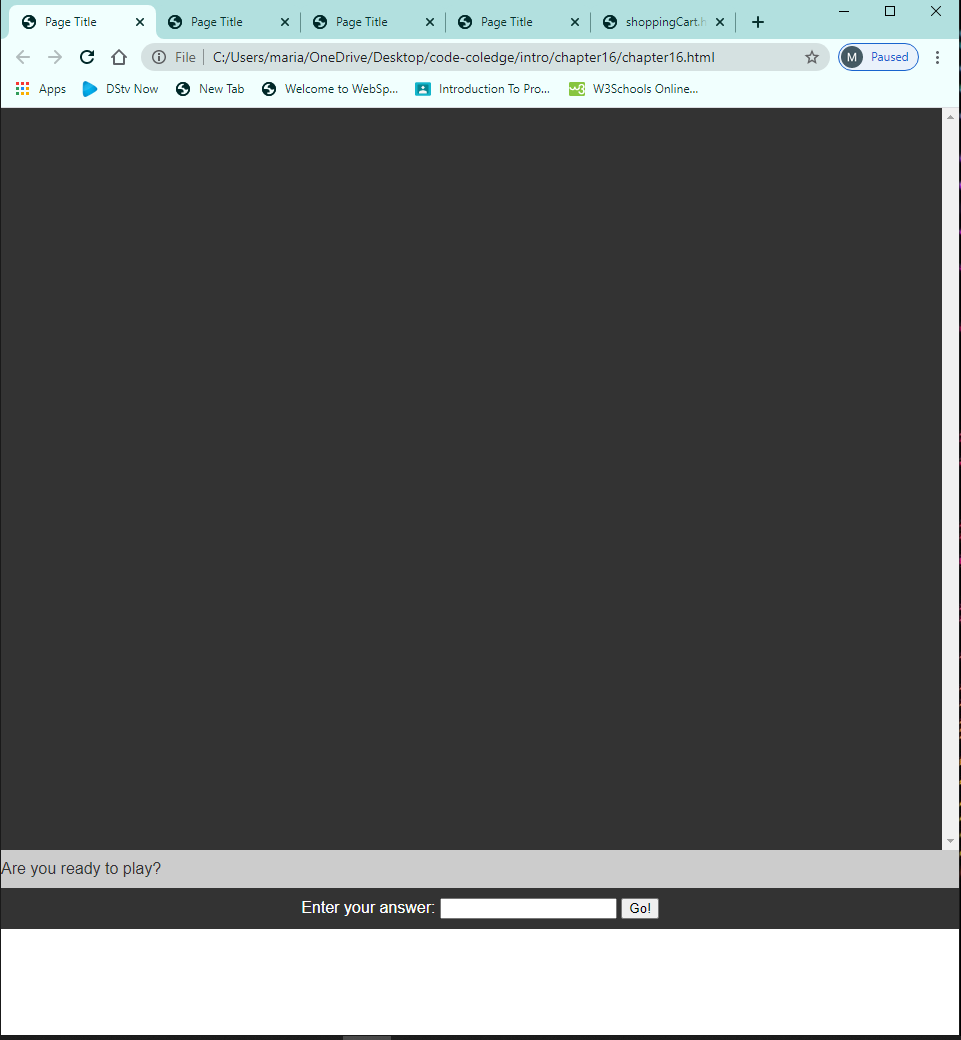 Page Title Page Title Page Title Page Title shoppingCart.h
File C:/Users/maria/OneDrive/Desktop/code-coledge/intro/chapter16/chapter16.html M Paused
Apps DStv Now New Tab Welcome to WebSp... Introduction To Pro... W3Schools Online...
Are you ready to play?
Enter your answer: Go!